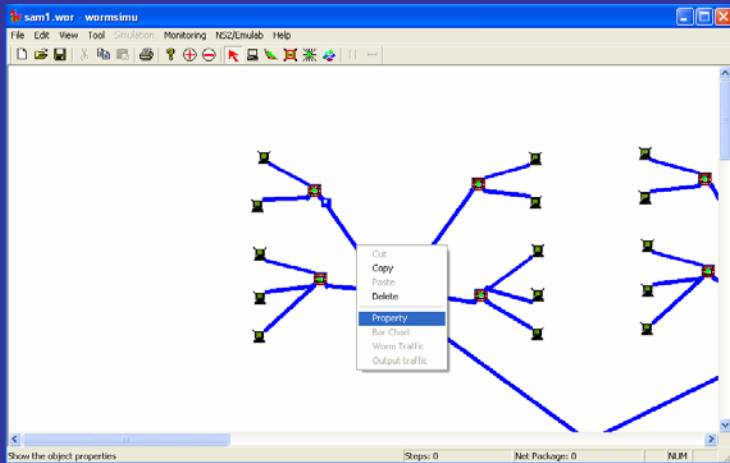 sam1.wor - wormsimu
File Edit View Tool Simulation Monitoring NS2/Emulab Help
Cut
Copy
Paste
Delete
Property
Bar Chart
Worm Traffic
Output traffic
Show the object properties Steps: 0 Net Package: 0 NUM